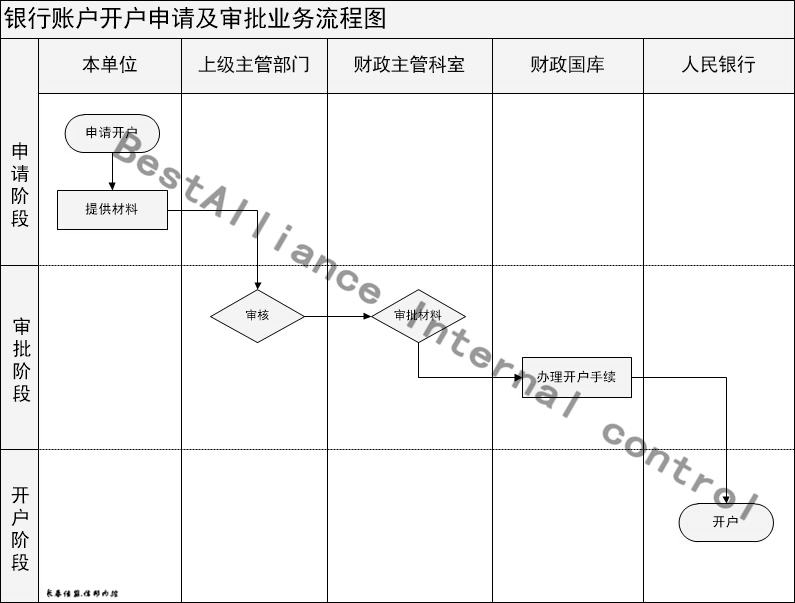 银行账户开户申请及审批业务流程图
本单位
上级主管部门
财政主管科室
财政国库
人民银行
申请阶段
申请开户
提供材料
审批阶段
审核
审批材料
办理开户手续
开户阶段
开户
BestAlliance Internal control